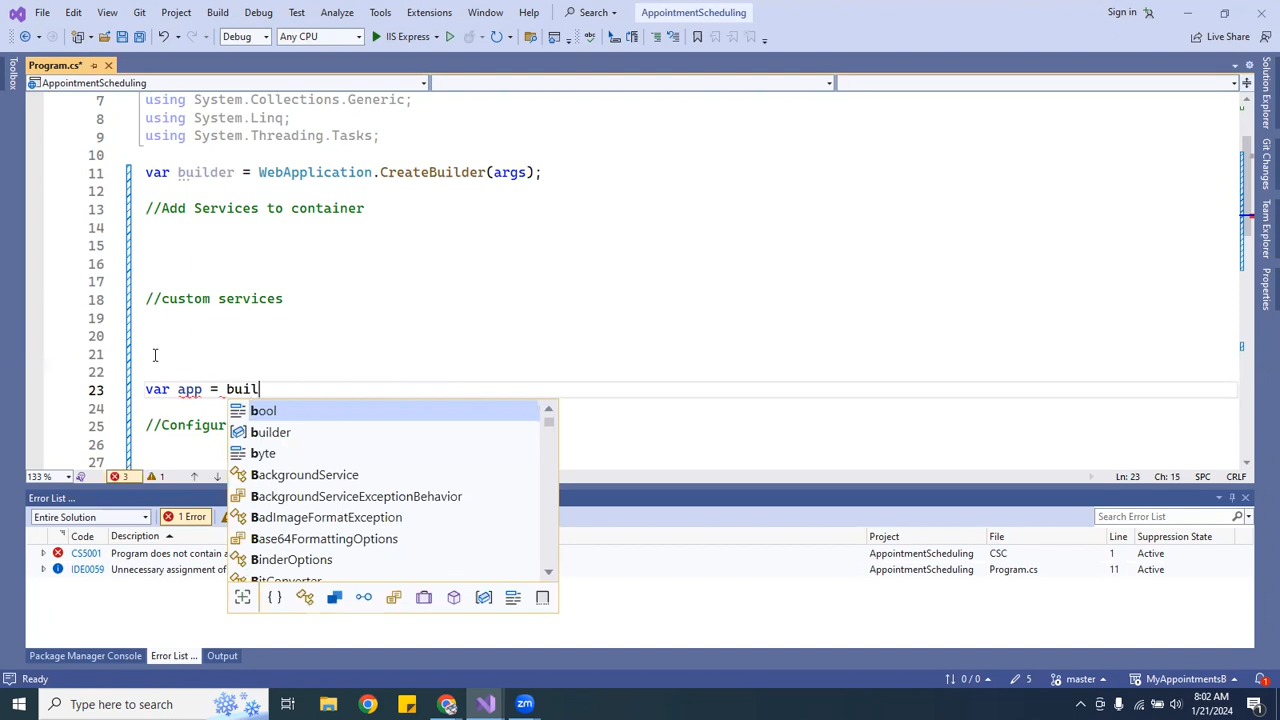 File Edit View Git Project Build Debug Test Analyze Tools Extensions Window Help Search AppointmentScheduling Sign in
Debug Any CPU IIS Express Live Share
Program.cs*
AppointmentScheduling
7 using System.Collections.Generic;
8 using System.Linq;
9 using System.Threading.Tasks;
10
11 var builder = WebApplication.CreateBuilder(args);
12
13 //Add Services to container
14
15
16
17
18 //custom services
19
20
21
22
23 var app = buil
24
25 //Configur
26
27
bool
builder
byte
BackgroundService
BackgroundServiceExceptionBehavior
BadImageFormatException
Base64FormattingOptions
BinderOptions
BitConverter
133 % 3 1 Ln: 23 Ch: 15 SPC CRLF
Error List ...
Entire Solution 1 Error Search Error List
Code Description Project File Line Suppression State
CS5001 Program does not contain a AppointmentScheduling CSC 1 Active
IDE0059 Unnecessary assignment of AppointmentScheduling Program.cs 11 Active
Package Manager Console Error List ... Output
Ready 0 / 0 5 master MyAppointmentsB 1
Type here to search zm 8:02 AM
1/21/2024
Toolbox
Solution Explorer
Git Changes
Team Explorer
Properties